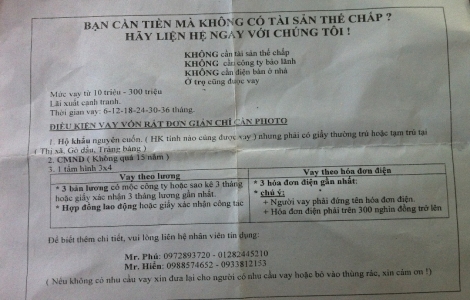 BẠN CẦN TIỀN MÀ KHÔNG CÓ TÀI SẢN THẾ CHẤP ?
HÃY LIỆN HỆ NGAY VỚI CHÚNG TÔI !
KHÔNG cần tài sản thế chấp
KHÔNG cần công ty bảo lãnh
KHÔNG cần điện bàn ở nhà
Ở trọ cũng được vay
Mức vay từ 10 triệu - 300 triệu
Lãi xuất cạnh tranh.
Thời gian vay: 6-12-18-24-30-36 tháng.
ĐIỀU KIỆN VAY VỐN RẤT ĐƠN GIẢN CHỈ CẦN PHOTO
1. Hộ khẩu nguyên cuốn. ( HK tỉnh nào cũng được vay ) nhưng phải có giấy thường trú hoặc tạm trú tại
( Thị xã, Gò dầu, Trảng bàng )
2. CMND ( Không quá 15 năm )
3. 1 tấm hình 3x4
Vay theo lương
* 3 bản lương có mộc công ty hoặc sao kê 3 tháng
hoặc giấy xác nhận 3 tháng lương gần nhất.
* Hợp đồng lao động hoặc giấy xác nhận công tác
Vay theo hóa đơn điện
* 3 hóa đơn điện gần nhất:
* chú ý:
+ Người vay phải đứng tên hóa đơn điện.
+ Hóa đơn điện phải trên 300 nghìn đồng trở lên
Để biết thêm chi tiết, vui lòng liên hệ nhân viên tín dụng:
Mr. Phú: 0972893720 - 01282445210
Mr. Hiển: 0988574652 - 0933812153
( Nếu không có nhu cầu vay xin đưa lại cho người có nhu cầu vay hoặc bỏ vào thùng rác, xin cảm ơn !)